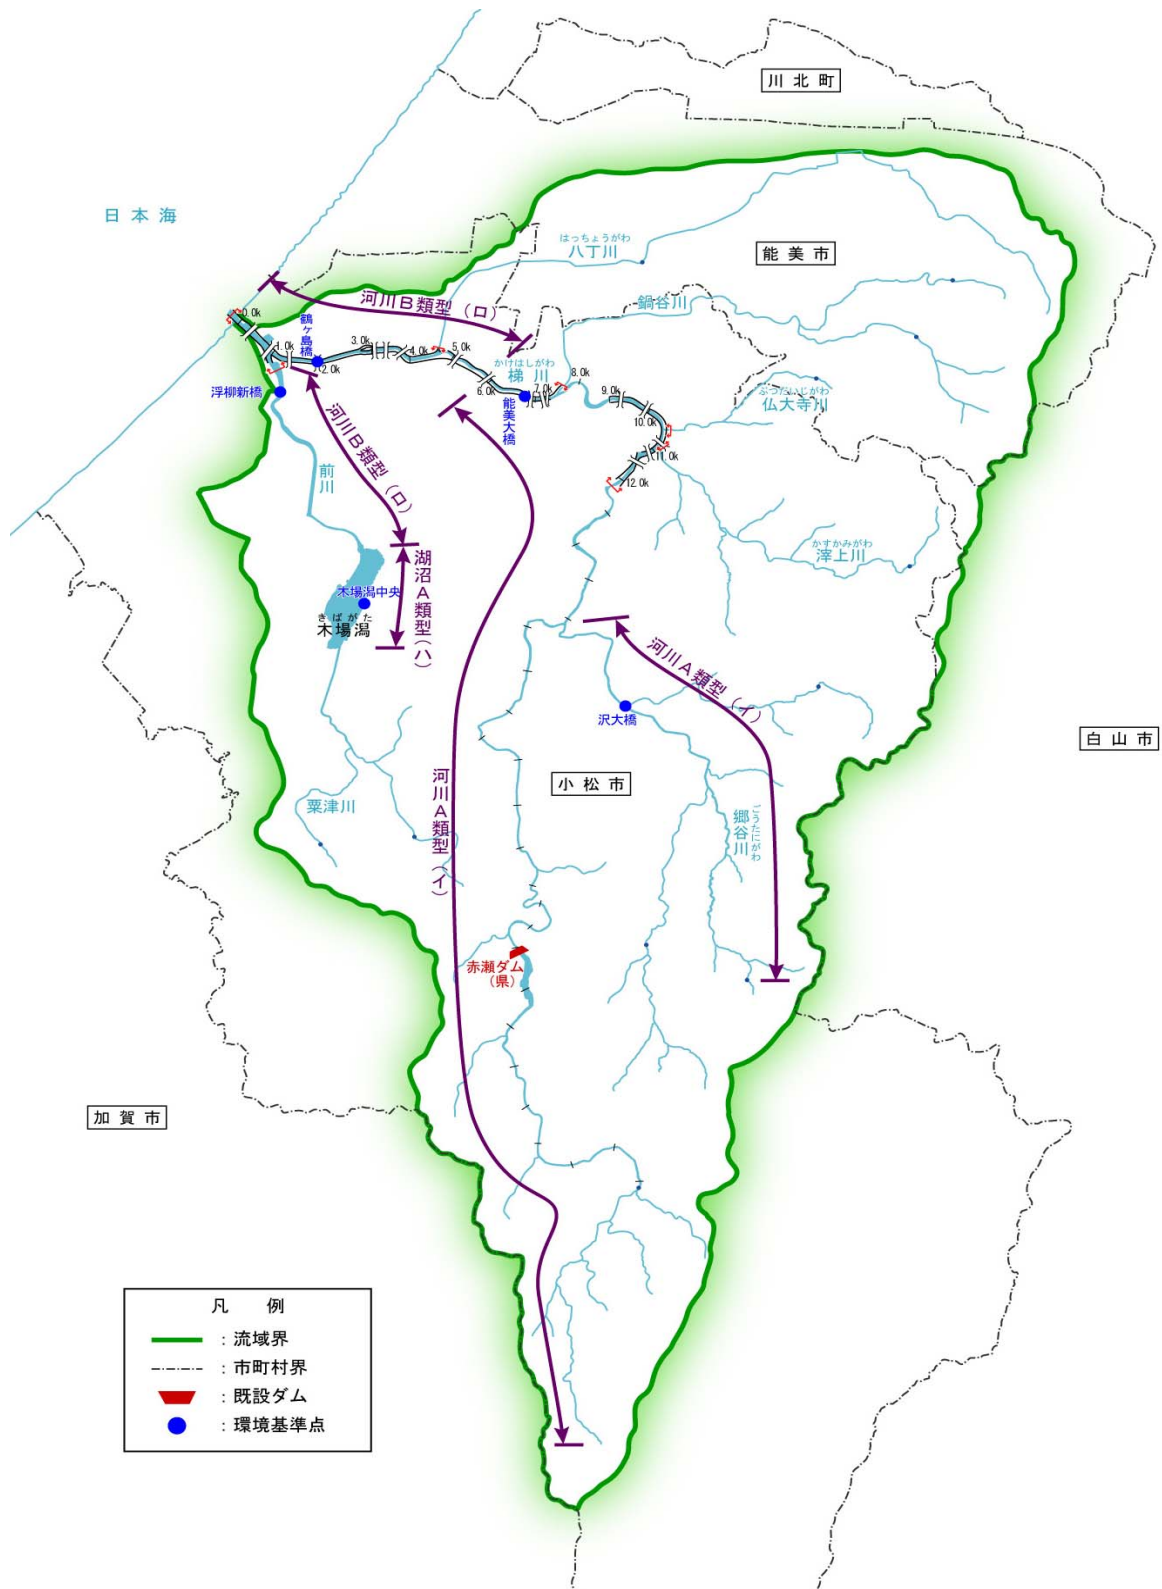 川北町
日本海
はっちょうがわ
八丁川
能美市
河川B類型(ロ)
鍋谷川
0.0k
鶴ヶ島橋
1.0k
2.0k
3.0k
4.0k
5.0k
かけはしがわ
梯川
6.0k
7.0k
8.0k
9.0k
10.0k
11.0k
12.0k
浮柳新橋
能美大橋
ぶつだいじがわ
仏大寺川
河川B類型(ロ)
前川
かすかみがわ
滓上川
湖沼A類型(ハ)
木場潟中央
きばがた
木場潟
河川A類型(イ)
沢大橋
白山市
河川A類型(イ)
小松市
粟津川
ごうたにがわ
郷谷川
赤瀬ダム
(県)
加賀市
凡例
:流域界
:市町村界
:既設ダム
:環境基準点